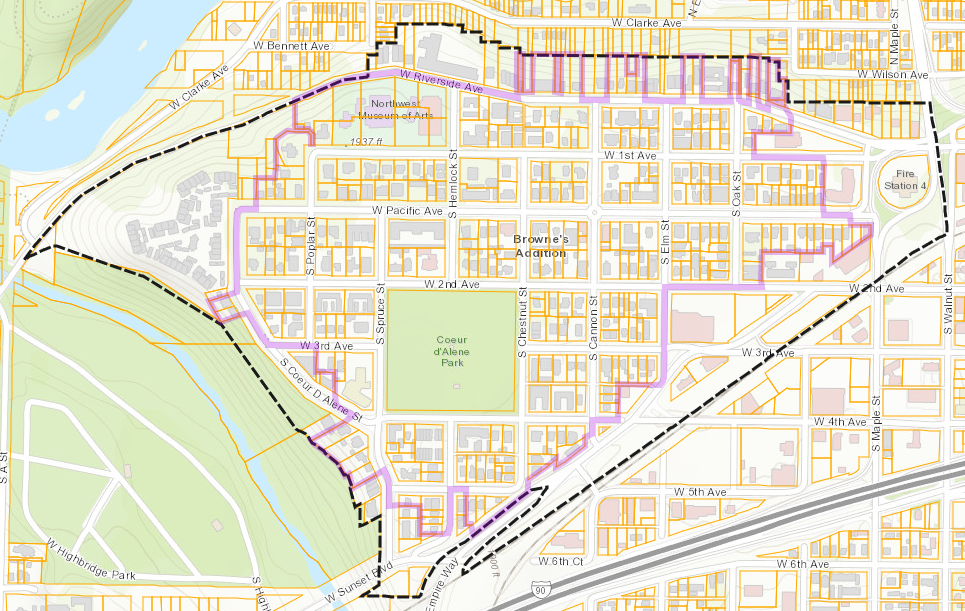 W Clarke Ave
N E
N Maple St
W Bennett Ave
W Clarke Ave
W Riverside Ave
W Wilson Ave
Northwest
Museum of Arts
1937 ft
W 1st Ave
S Hemlock St
S Oak St
Fire
Station 4
W Pacific Ave
S Poplar St
Browne's
Addition
S Elm St
W 2nd Ave
W 2nd Ave
S Spruce St
S Chestnut St
S Cannon St
S Walnut St
Coeur
d'Alene
Park
W 3rd Ave
W 3rd Ave
S Coeur D Alene St
W 4th Ave
S Maple St
S A St
W 5th Ave
W Highbridge Park
S High
W Sunset Blvd
Empire Way
000 ft
W 6th Ct
W 6th Ave
90